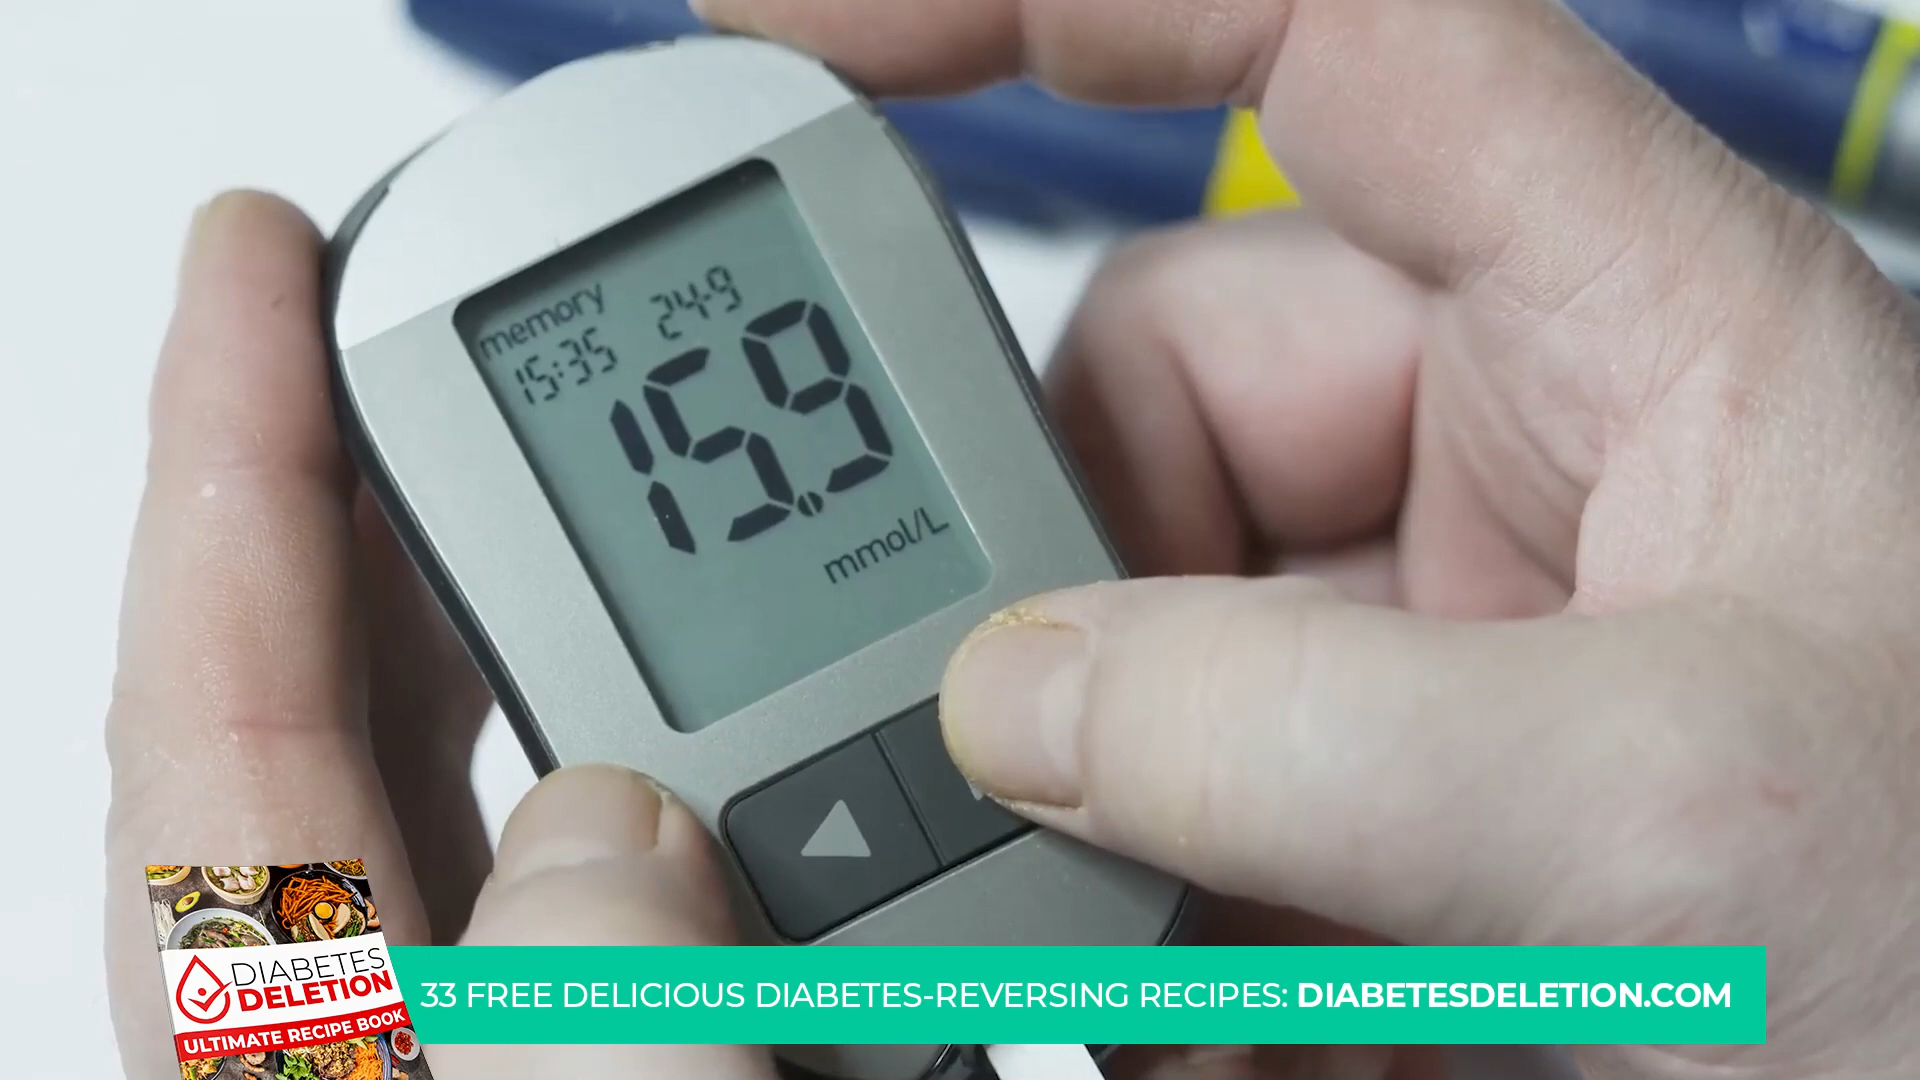 memory
15:35 24-9
15.9
mmol/L
DIABETES
DELETION
ULTIMATE RECIPE BOOK
33 FREE DELICIOUS DIABETES-REVERSING RECIPES: DIABETESDELETION.COM